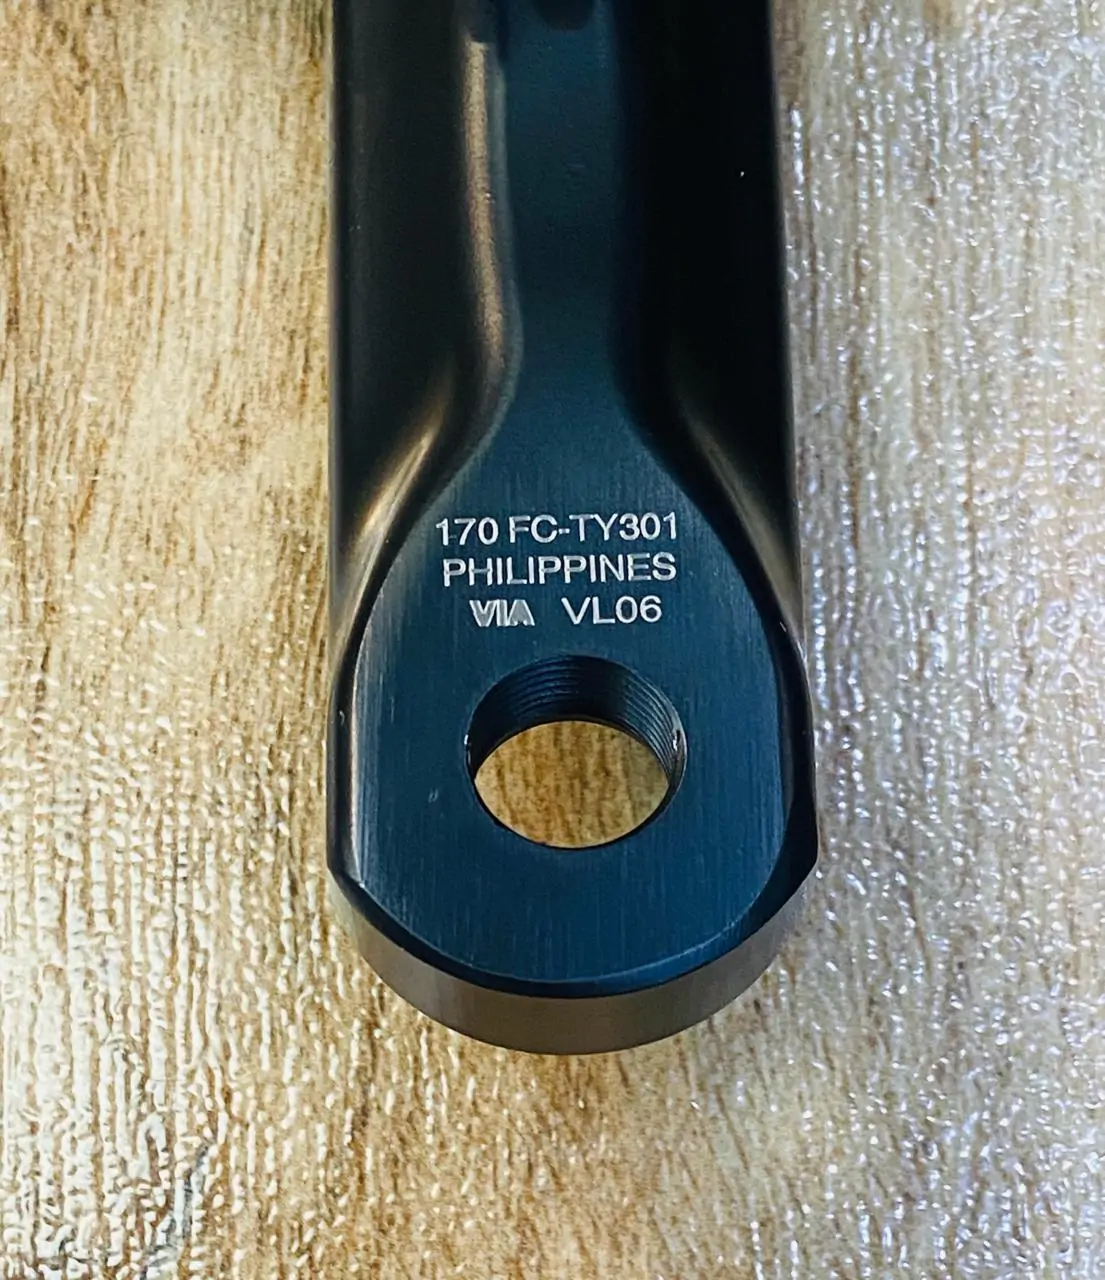 170 FC-TY301
PHILIPPINES
VIA VL06